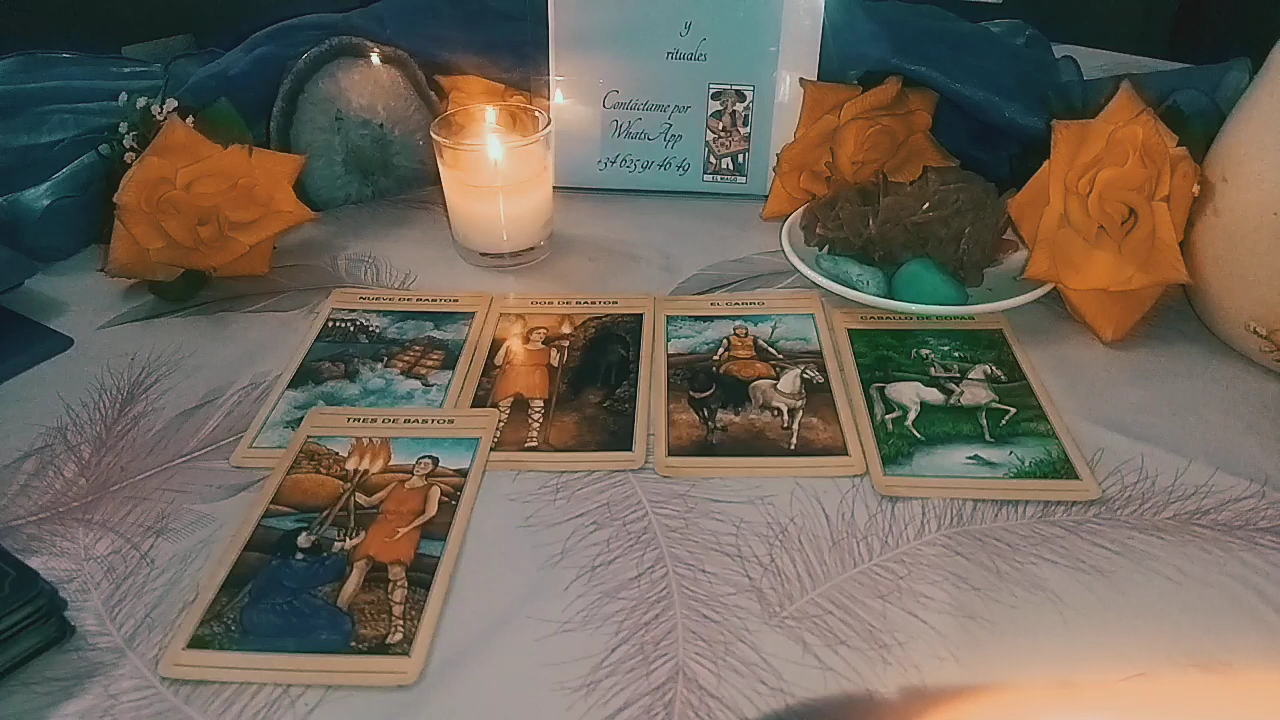 y
rituales
Contáctame por
WhatsApp
+34 625 91 46 49
EL MAGO
NUEVE DE BASTOS
DOS DE BASTOS
EL CARRO
CABALLO DE COPAS
TRES DE BASTOS